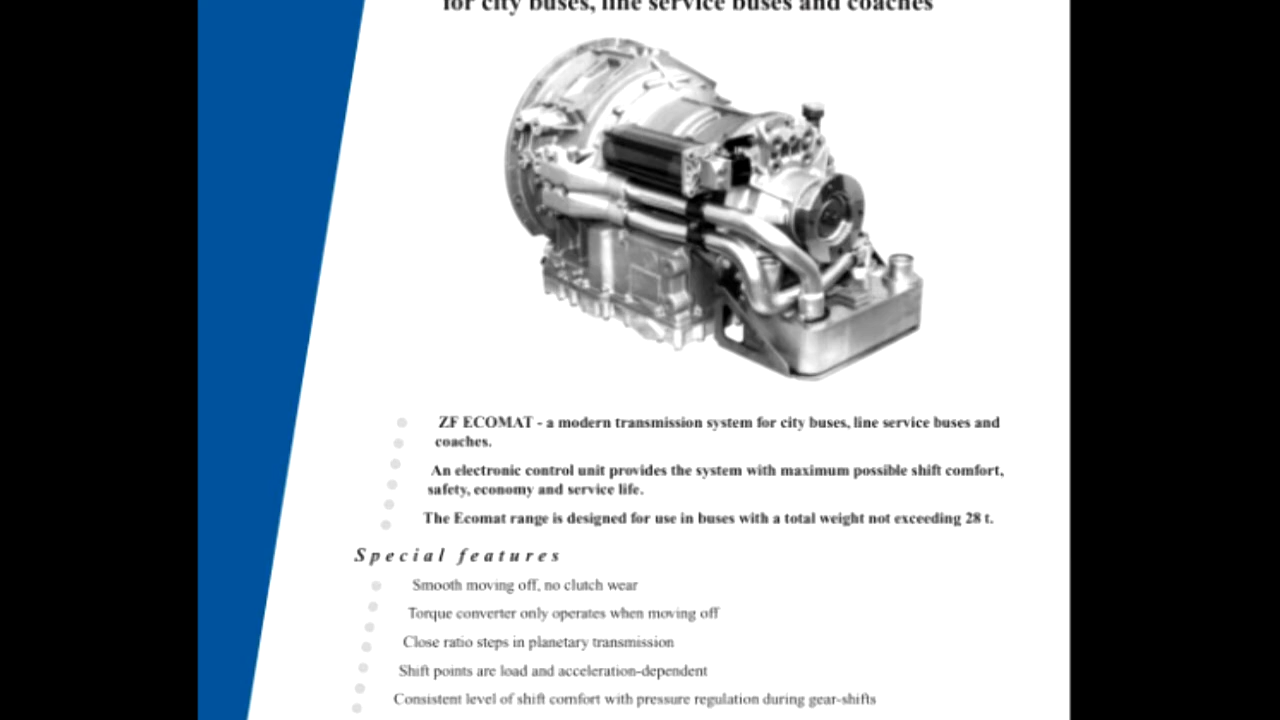 for city buses, line service buses and coaches
ZF ECOMAT - a modern transmission system for city buses, line service buses and
coaches.
An electronic control unit provides the system with maximum possible shift comfort,
safety, economy and service life.
The Ecomat range is designed for use in buses with a total weight not exceeding 28 t.
Special features
Smooth moving off, no clutch wear
Torque converter only operates when moving off
Close ratio steps in planetary transmission
Shift points are load and acceleration-dependent
Consistent level of shift comfort with pressure regulation during gear-shifts